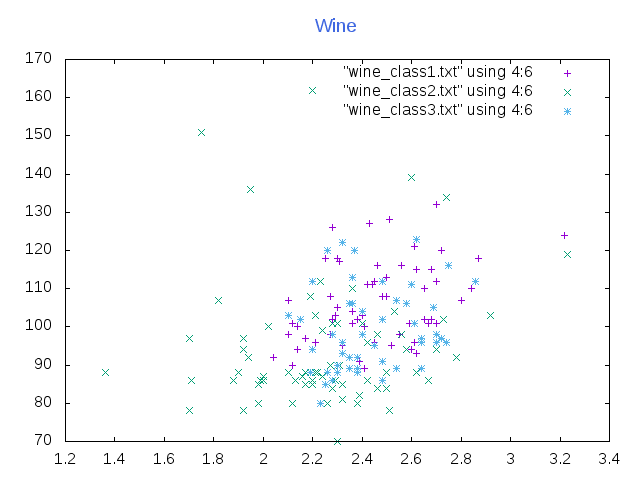 Wine
170
160
150
140
130
120
110
100
90
80
70
"wine_class1.txt" using 4:6
"wine_class2.txt" using 4:6
"wine_class3.txt" using 4:6
1.2 1.4 1.6 1.8 2 2.2 2.4 2.6 2.8 3 3.2 3.4